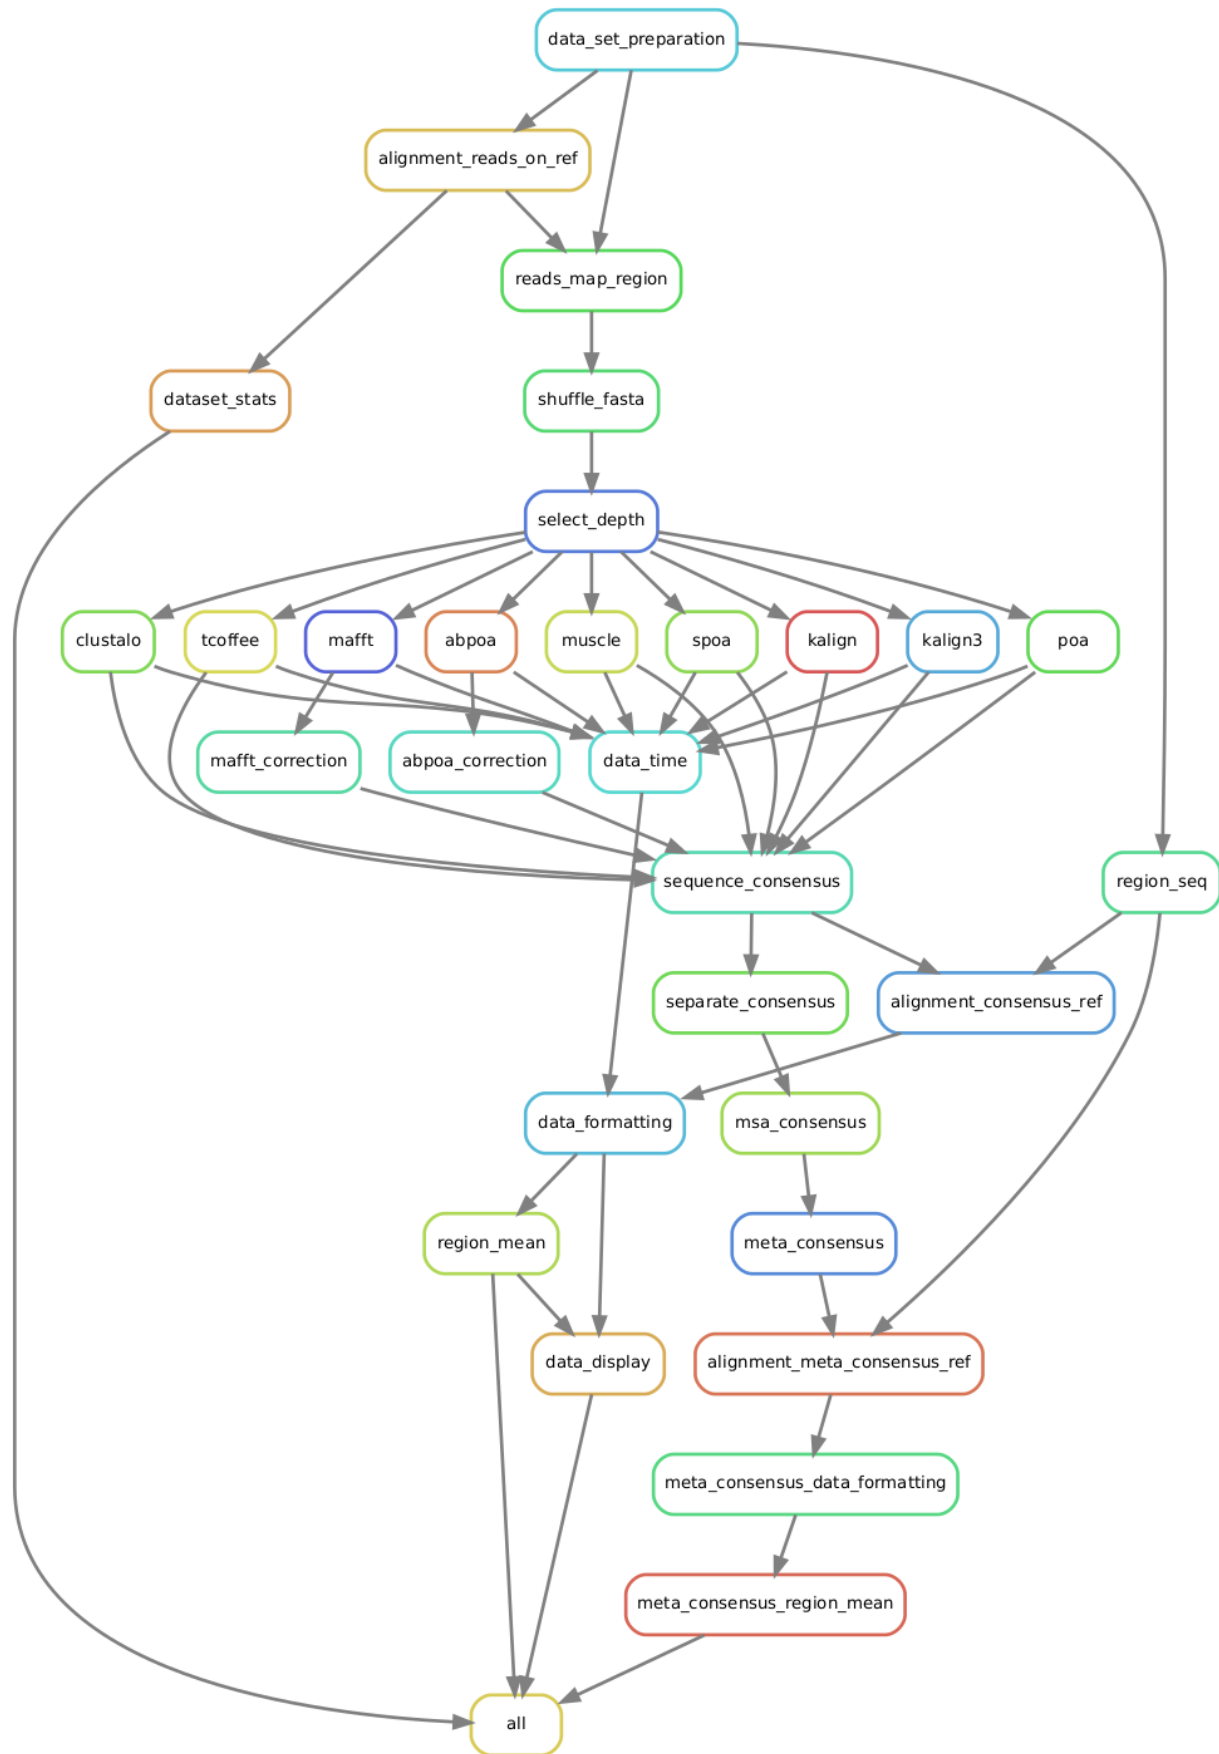 data_set_preparation
alignment_reads_on_ref
reads_map_region
dataset_stats
shuffle_fasta
select_depth
clustalo
tcoffee
mafft
abpoa
muscle
spoa
kalign
kalign3
poa
mafft_correction
abpoa_correction
data_time
sequence_consensus
region_seq
separate_consensus
alignment_consensus_ref
data_formatting
msa_consensus
region_mean
meta_consensus
data_display
alignment_meta_consensus_ref
meta_consensus_data_formatting
meta_consensus_region_mean
all